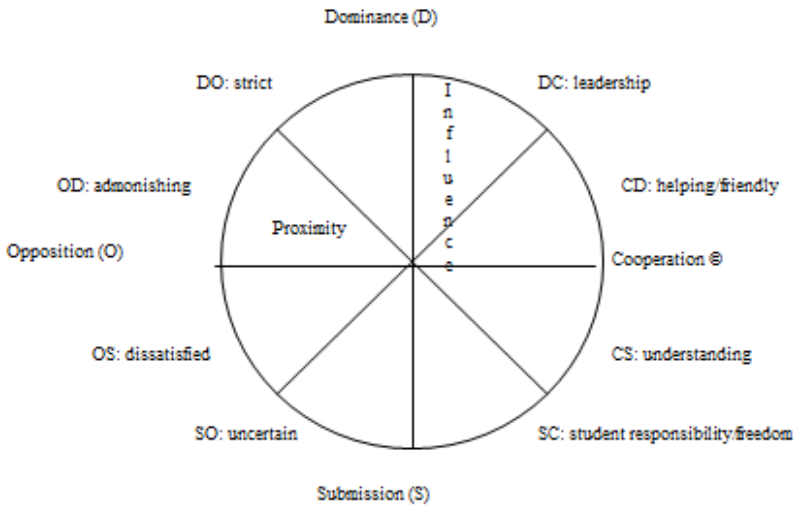 Dominance (D)
DO: strict
DC: leadership
Influence
OD: admonishing
CD: helping/friendly
Proximity
Opposition (O)
Cooperation ©
OS: dissatisfied
CS: understanding
SO: uncertain
SC: student responsibility/freedom
Submission (S)